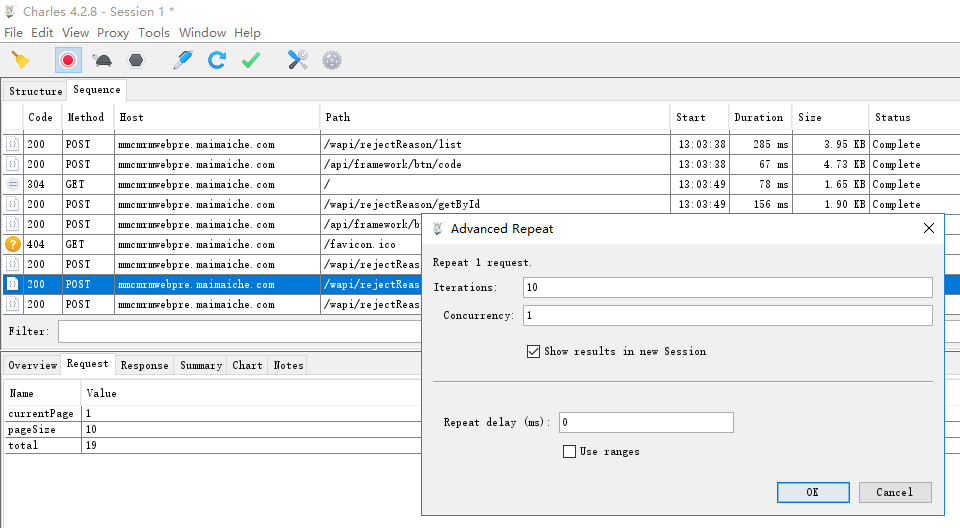 Charles 4.2.8 - Session 1 *
File Edit View Proxy Tools Window Help
Structure Sequence
Code Method Host Path Start Duration Size Status
200 POST mmcmrmwebpre.maimaiche.com /wapi/rejectReason/list 13:03:38 285 ms 3.95 KB Complete
200 POST mmcmrmwebpre.maimaiche.com /api/framework/btn/code 13:03:38 67 ms 4.73 KB Complete
304 GET mmcmrmwebpre.maimaiche.com / 13:03:49 78 ms 1.65 KB Complete
200 POST mmcmrmwebpre.maimaiche.com /wapi/rejectReason/getById 13:03:49 156 ms 1.90 KB Complete
200 POST mmcmrmwebpre.maimaiche.com /api/framework/bt
404 GET mmcmrmwebpre.maimaiche.com /favicon.ico
200 POST mmcmrmwebpre.maimaiche.com /wapi/rejectReas
200 POST mmcmrmwebpre.maimaiche.com /wapi/rejectReas
200 POST mmcmrmwebpre.maimaiche.com /wapi/rejectReas
Filter:
Overview Request Response Summary Chart Notes
Name Value
currentPage 1
pageSize 10
total 19
Advanced Repeat
Repeat 1 request.
Iterations: 10
Concurrency: 1
Show results in new Session
Repeat delay (ms): 0
Use ranges
OK Cancel